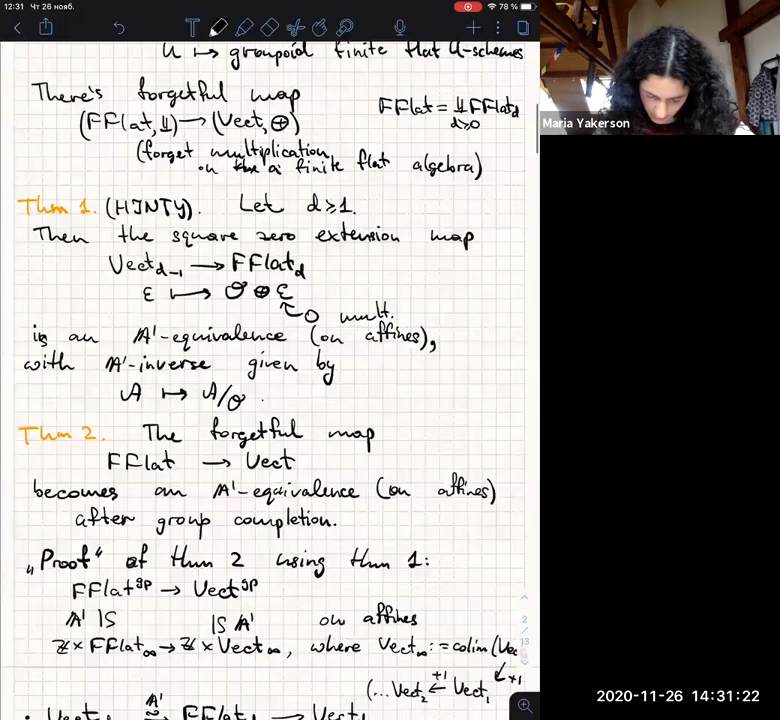 12:31 Чт 26 нояб.
78 %
U ↦ groupoid finite flat U-schemes
There's forgetful map
(FFlat, ⊔) → (Vect, ⊕)
FFlat = ⊔ FFlat_d
d≥0
(forget multiplication
on a finite flat algebra)
Thm 1. (HJNTY). Let d ≥ 1.
Then the square zero extension map
Vect_{d-1} → FFlat_d
ℰ ↦ 𝒪 ⊕ ℰ
0 mult.
is an A¹-equivalence (on affines),
with A¹-inverse given by
𝒜 ↦ 𝒜/𝒪.
Thm 2. The forgetful map
FFlat → Vect
becomes an A¹-equivalence (on affines)
after group completion.
„Proof" of thm 2 using thm 1:
FFlat^gp → Vect^gp
A¹ IS IS A¹ on affines
ℤ × FFlat_∞ → ℤ × Vect_∞, where Vect_∞ := colim (Vec
+1
(... Vect_2 ←^{+1} Vect_1
2
13
Maria Yakerson
2020-11-26 14:31:22